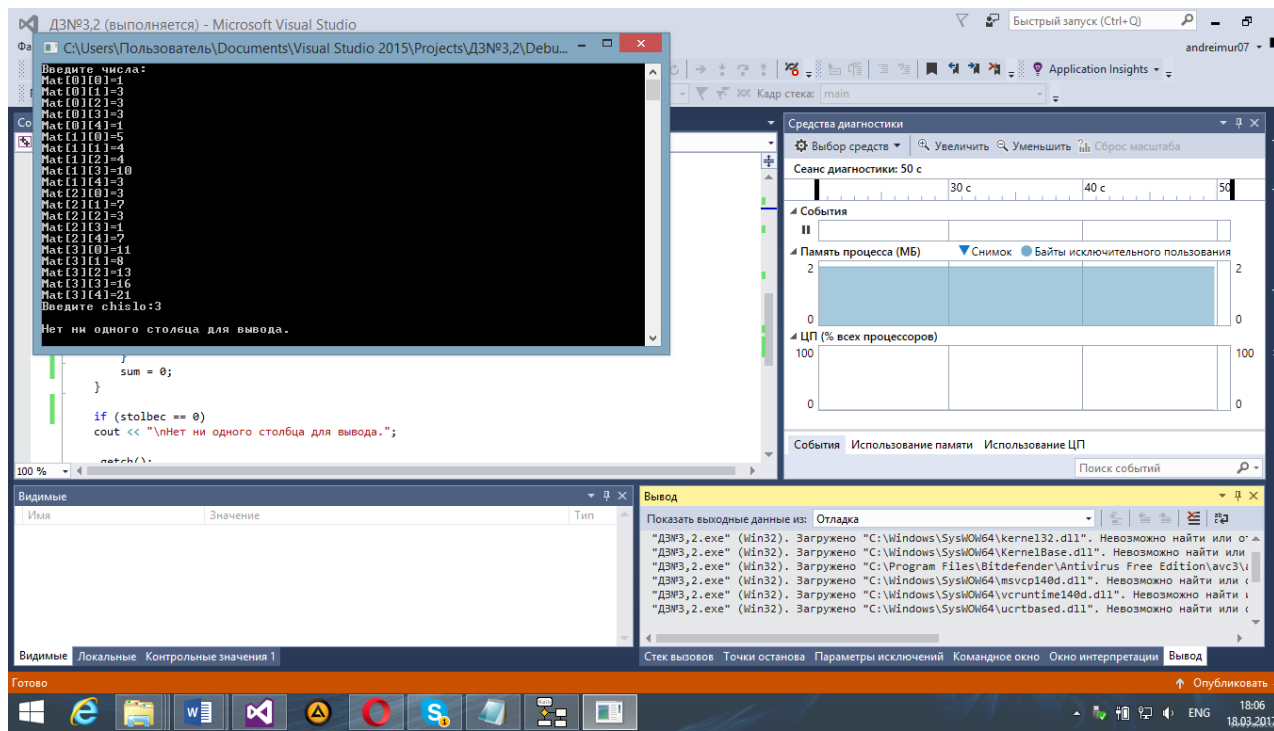 ДЗ№3,2 (выполняется) - Microsoft Visual Studio
Быстрый запуск (Ctrl+Q)
C:\Users\Пользователь\Documents\Visual Studio 2015\Projects\ДЗ№3,2\Debu...
andreimur07
Application Insights
Кадр стека: main
Введите числа:
Mat[0][0]=1
Mat[0][1]=3
Mat[0][2]=3
Mat[0][3]=3
Mat[0][4]=1
Mat[1][0]=5
Mat[1][1]=4
Mat[1][2]=4
Mat[1][3]=10
Mat[1][4]=3
Mat[2][0]=3
Mat[2][1]=7
Mat[2][2]=3
Mat[2][3]=1
Mat[2][4]=7
Mat[3][0]=11
Mat[3][1]=8
Mat[3][2]=13
Mat[3][3]=16
Mat[3][4]=21
Введите chislo:3
Нет ни одного столбца для вывода.
}
sum = 0;
}
if (stolbec == 0)
cout << "\nНет ни одного столбца для вывода.";
getch();
100 %
Средства диагностики
Выбор средств Увеличить Уменьшить Сброс масштаба
Сеанс диагностики: 50 с
30 с 40 с 50
События
Память процесса (МБ) Снимок Байты исключительного пользования
2 2
0 0
ЦП (% всех процессоров)
100 100
0 0
События Использование памяти Использование ЦП
Поиск событий
Видимые
Имя Значение Тип
Видимые Локальные Контрольные значения 1
Вывод
Показать выходные данные из: Отладка
"ДЗ№3,2.exe" (Win32). Загружено "C:\Windows\SysWOW64\kernel32.dll". Невозможно найти или от
"ДЗ№3,2.exe" (Win32). Загружено "C:\Windows\SysWOW64\KernelBase.dll". Невозможно найти или
"ДЗ№3,2.exe" (Win32). Загружено "C:\Program Files\Bitdefender\Antivirus Free Edition\avc3\
"ДЗ№3,2.exe" (Win32). Загружено "C:\Windows\SysWOW64\msvcp140d.dll". Невозможно найти или
"ДЗ№3,2.exe" (Win32). Загружено "C:\Windows\SysWOW64\vcruntime140d.dll". Невозможно найти
"ДЗ№3,2.exe" (Win32). Загружено "C:\Windows\SysWOW64\ucrtbased.dll". Невозможно найти или
Стек вызовов Точки останова Параметры исключений Командное окно Окно интерпретации Вывод
Готово
Опубликовать
ENG
18:06
18.03.2017